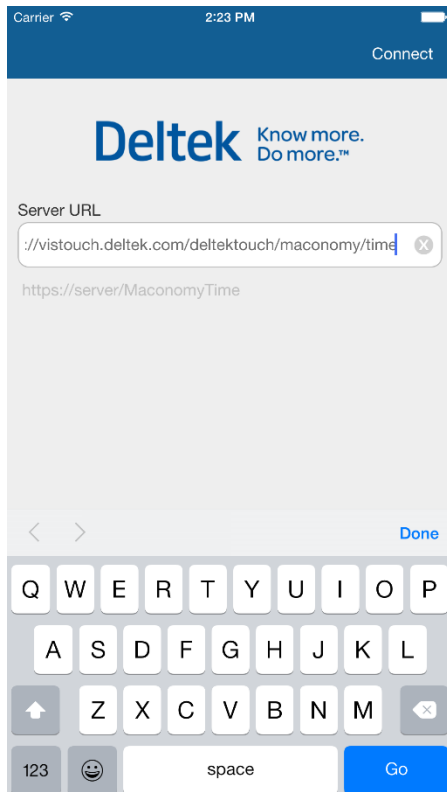 Carrier 2:23 PM
Connect
Deltek Know more.
Do more.™
Server URL
://vistouch.deltek.com/deltektouch/maconomy/time
https://server/MaconomyTime
Done
Q W E R T Y U I O P
A S D F G H J K L
Z X C V B N M
123 space Go